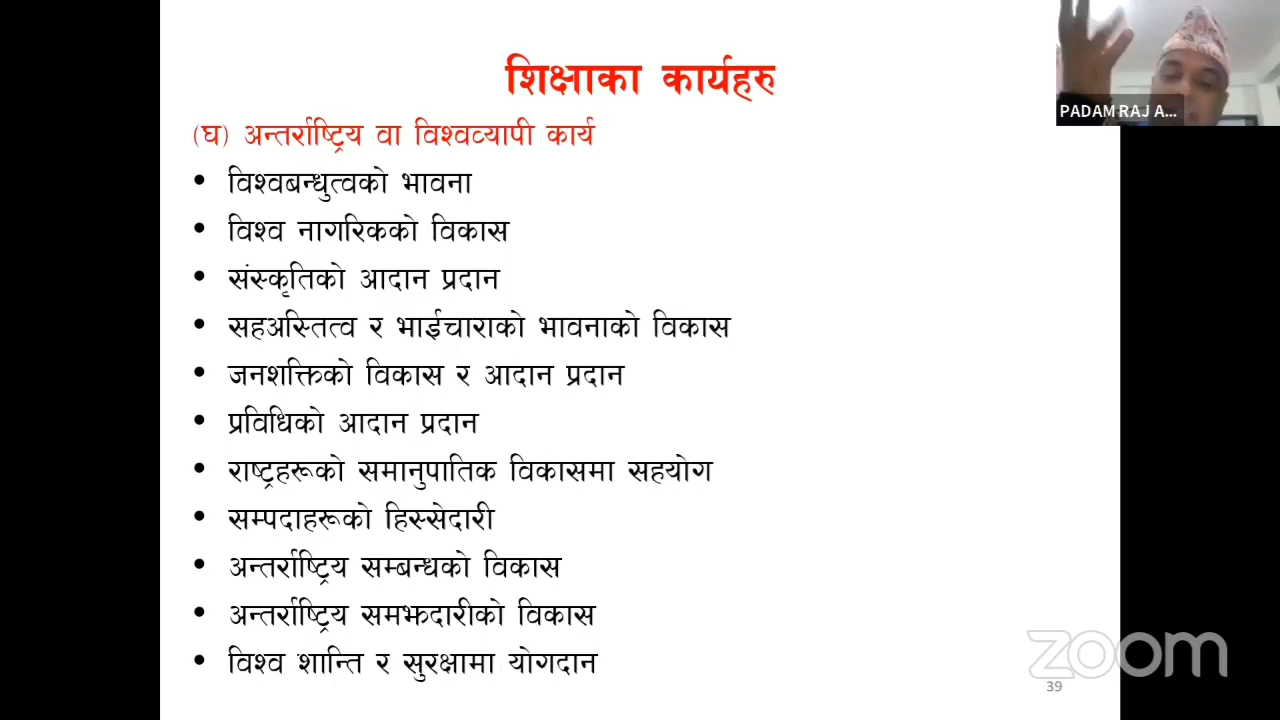 शिक्षाका कार्यहरु
PADAM RAJ A...
(घ) अन्तर्राष्ट्रिय वा विश्वव्यापी कार्य
• विश्वबन्धुत्वको भावना
• विश्व नागरिकको विकास
• संस्कृतिको आदान प्रदान
• सहअस्तित्व र भाईचाराको भावनाको विकास
• जनशक्तिको विकास र आदान प्रदान
• प्रविधिको आदान प्रदान
• राष्ट्रहरूको समानुपातिक विकासमा सहयोग
• सम्पदाहरूको हिस्सेदारी
• अन्तर्राष्ट्रिय सम्बन्धको विकास
• अन्तर्राष्ट्रिय समझदारीको विकास
• विश्व शान्ति र सुरक्षामा योगदान
zoom
39